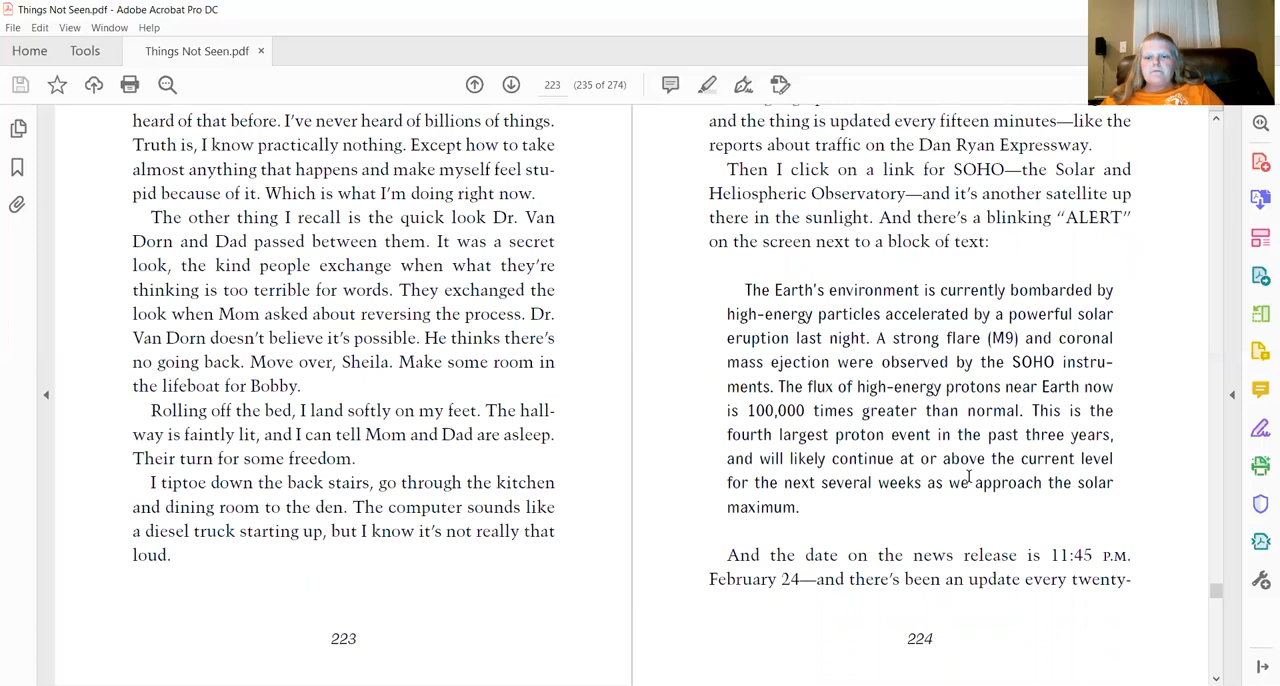 Things Not Seen.pdf - Adobe Acrobat Pro DC
File Edit View Window Help
Home Tools Things Not Seen.pdf ×
223 (235 of 274)
heard of that before. I've never heard of billions of things.
Truth is, I know practically nothing. Except how to take
almost anything that happens and make myself feel stu-
pid because of it. Which is what I'm doing right now.
The other thing I recall is the quick look Dr. Van
Dorn and Dad passed between them. It was a secret
look, the kind people exchange when what they're
thinking is too terrible for words. They exchanged the
look when Mom asked about reversing the process. Dr.
Van Dorn doesn't believe it's possible. He thinks there's
no going back. Move over, Sheila. Make some room in
the lifeboat for Bobby.
Rolling off the bed, I land softly on my feet. The hall-
way is faintly lit, and I can tell Mom and Dad are asleep.
Their turn for some freedom.
I tiptoe down the back stairs, go through the kitchen
and dining room to the den. The computer sounds like
a diesel truck starting up, but I know it's not really that
loud.
223
and the thing is updated every fifteen minutes—like the
reports about traffic on the Dan Ryan Expressway.
Then I click on a link for SOHO—the Solar and
Heliospheric Observatory—and it's another satellite up
there in the sunlight. And there's a blinking “ALERT”
on the screen next to a block of text:
The Earth's environment is currently bombarded by
high-energy particles accelerated by a powerful solar
eruption last night. A strong flare (M9) and coronal
mass ejection were observed by the SOHO instru-
ments. The flux of high-energy protons near Earth now
is 100,000 times greater than normal. This is the
fourth largest proton event in the past three years,
and will likely continue at or above the current level
for the next several weeks as we approach the solar
maximum.
And the date on the news release is 11:45 P.M.
February 24—and there's been an update every twenty-
224